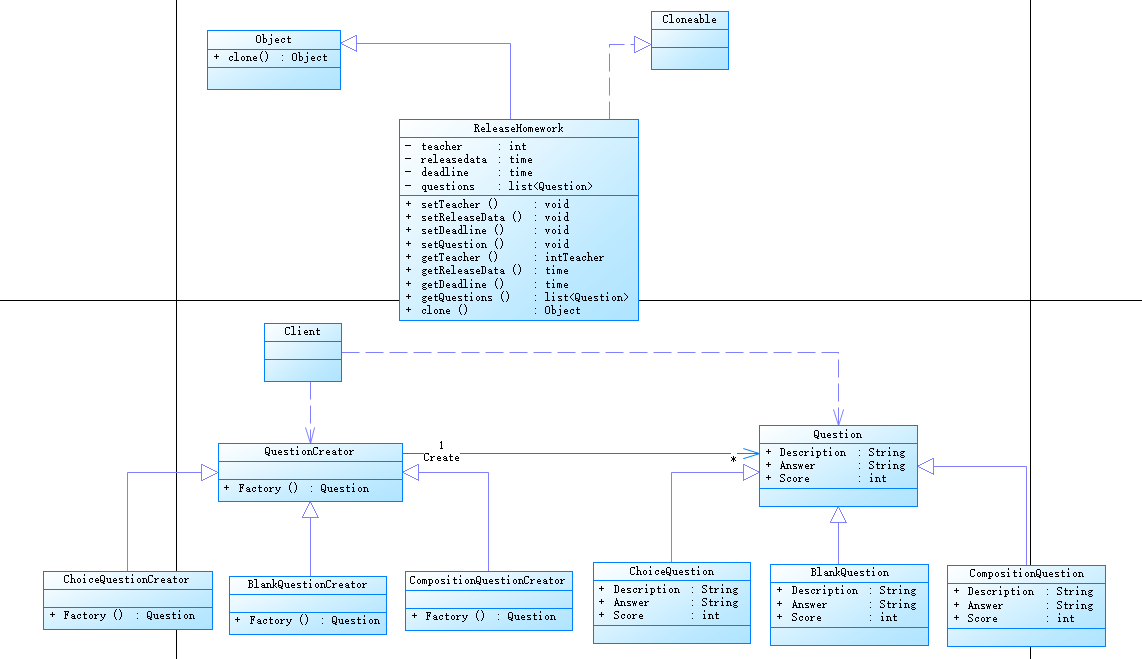 Object
+ clone() : Object
Cloneable
ReleaseHomework
- teacher : int
- releasedata : time
- deadline : time
- questions : list<Question>
+ setTeacher () : void
+ setReleaseData () : void
+ setDeadline () : void
+ setQuestion () : void
+ getTeacher () : intTeacher
+ getReleaseData () : time
+ getDeadline () : time
+ getQuestions () : list<Question>
+ clone () : Object
Client
QuestionCreator
+ Factory () : Question
1
Create
*
Question
+ Description : String
+ Answer : String
+ Score : int
ChoiceQuestionCreator
+ Factory () : Question
BlankQuestionCreator
+ Factory () : Question
CompositionQuestionCreator
+ Factory () : Question
ChoiceQuestion
+ Description : String
+ Answer : String
+ Score : int
BlankQuestion
+ Description : String
+ Answer : String
+ Score : int
CompositionQuestion
+ Description : String
+ Answer : String
+ Score : int